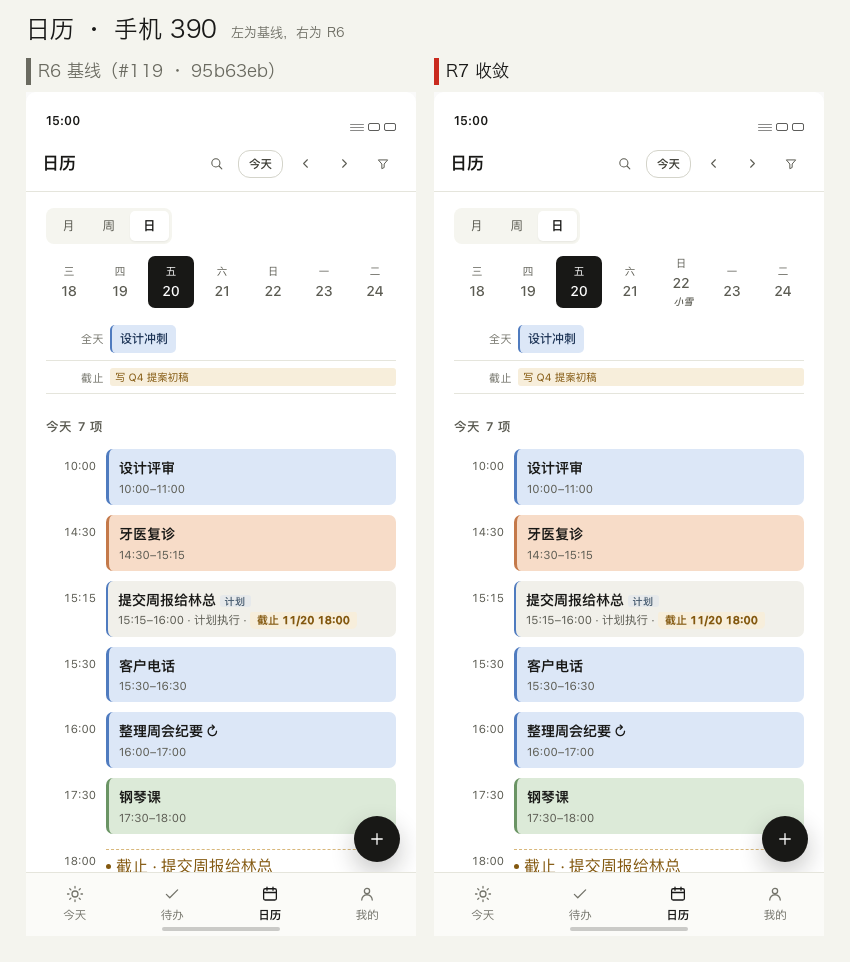 日历 · 手机 390 左为基线，右为 R6
R6 基线（#119 · 95b63eb）
15:00
日历 今天
月 周 日
三 四 五 六 日 一 二
18 19 20 21 22 23 24
全天 设计冲刺
截止 写 Q4 提案初稿
今天 7 项
10:00 设计评审
10:00–11:00
14:30 牙医复诊
14:30–15:15
15:15 提交周报给林总 计划
15:15–16:00 · 计划执行 · 截止 11/20 18:00
15:30 客户电话
15:30–16:30
16:00 整理周会纪要
16:00–17:00
17:30 钢琴课
17:30–18:00
18:00 截止 · 提交周报给林总
今天 待办 日历 我的
R7 收敛
15:00
日历 今天
月 周 日
三 四 五 六 日 一 二
18 19 20 21 22 23 24
小雪
全天 设计冲刺
截止 写 Q4 提案初稿
今天 7 项
10:00 设计评审
10:00–11:00
14:30 牙医复诊
14:30–15:15
15:15 提交周报给林总 计划
15:15–16:00 · 计划执行 · 截止 11/20 18:00
15:30 客户电话
15:30–16:30
16:00 整理周会纪要
16:00–17:00
17:30 钢琴课
17:30–18:00
18:00 截止 · 提交周报给林总
今天 待办 日历 我的